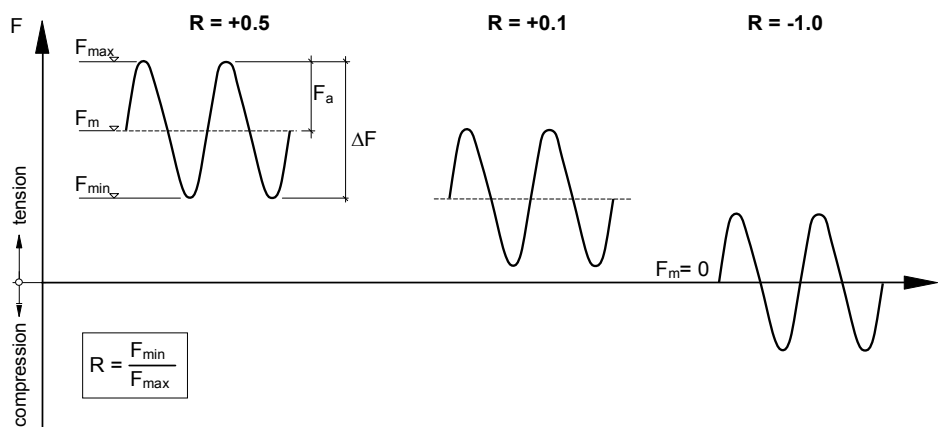 F
R = +0.5
R = +0.1
R = -1.0
Fmax
Fm
Fmin
Fa
ΔF
tension
compression
Fm= 0
R = Fmin
Fmax